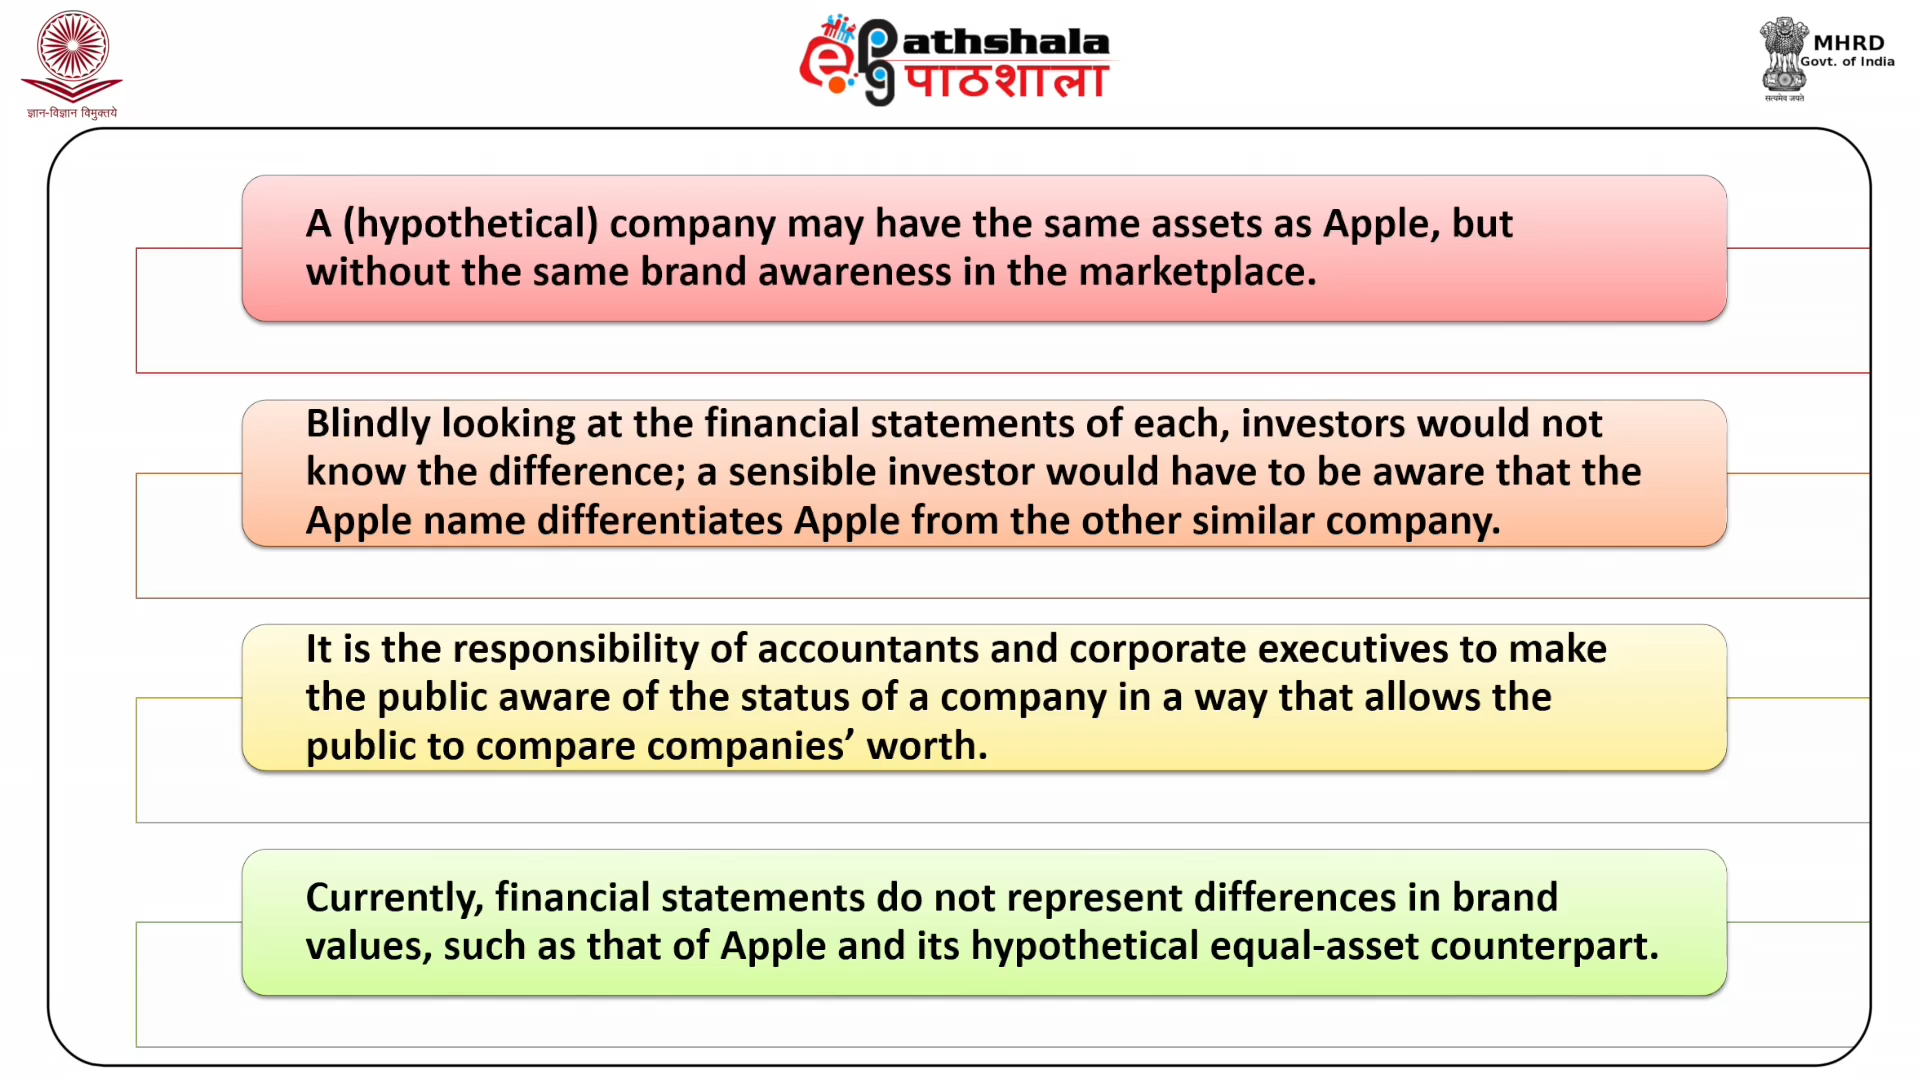 ज्ञान-विज्ञान विमुक्तये
ePg athshala
पाठशाला
MHRD
Govt. of India
सत्यमेव जयते
A (hypothetical) company may have the same assets as Apple, but
without the same brand awareness in the marketplace.
Blindly looking at the financial statements of each, investors would not
know the difference; a sensible investor would have to be aware that the
Apple name differentiates Apple from the other similar company.
It is the responsibility of accountants and corporate executives to make
the public aware of the status of a company in a way that allows the
public to compare companies’ worth.
Currently, financial statements do not represent differences in brand
values, such as that of Apple and its hypothetical equal-asset counterpart.